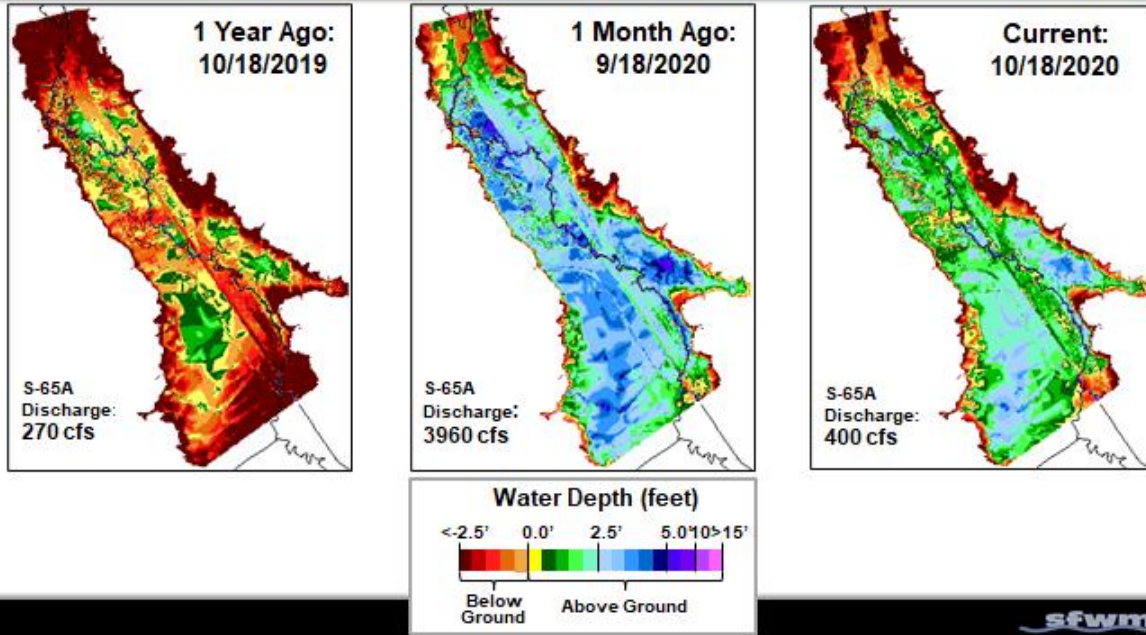 1 Year Ago:
10/18/2019
S-65A
Discharge:
270 cfs
1 Month Ago:
9/18/2020
S-65A
Discharge:
3960 cfs
Current:
10/18/2020
S-65A
Discharge:
400 cfs
Water Depth (feet)
<-2.5' 0.0' 2.5' 5.0'10'>15'
Below
Ground
Above Ground
sfwm